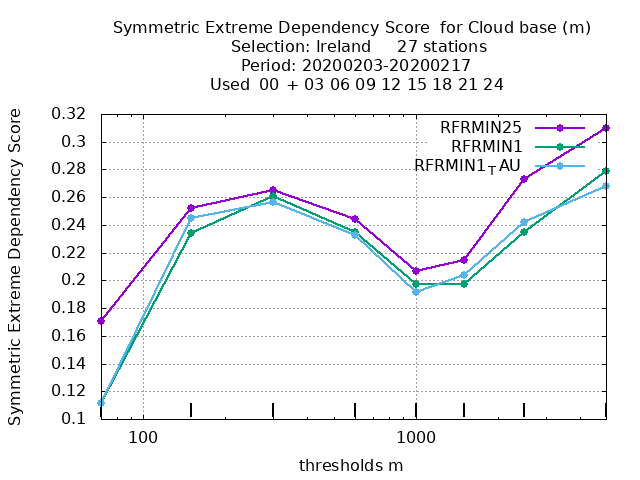 Symmetric Extreme Dependency Score  for Cloud base (m)
Selection: Ireland     27 stations
Period: 20200203-20200217
Used  00 + 03 06 09 12 15 18 21 24
Symmetric Extreme Dependency Score
0.32
0.3
0.28
0.26
0.24
0.22
0.2
0.18
0.16
0.14
0.12
0.1
RFRMIN25
RFRMIN1
RFRMIN1TAU
100
1000
thresholds m